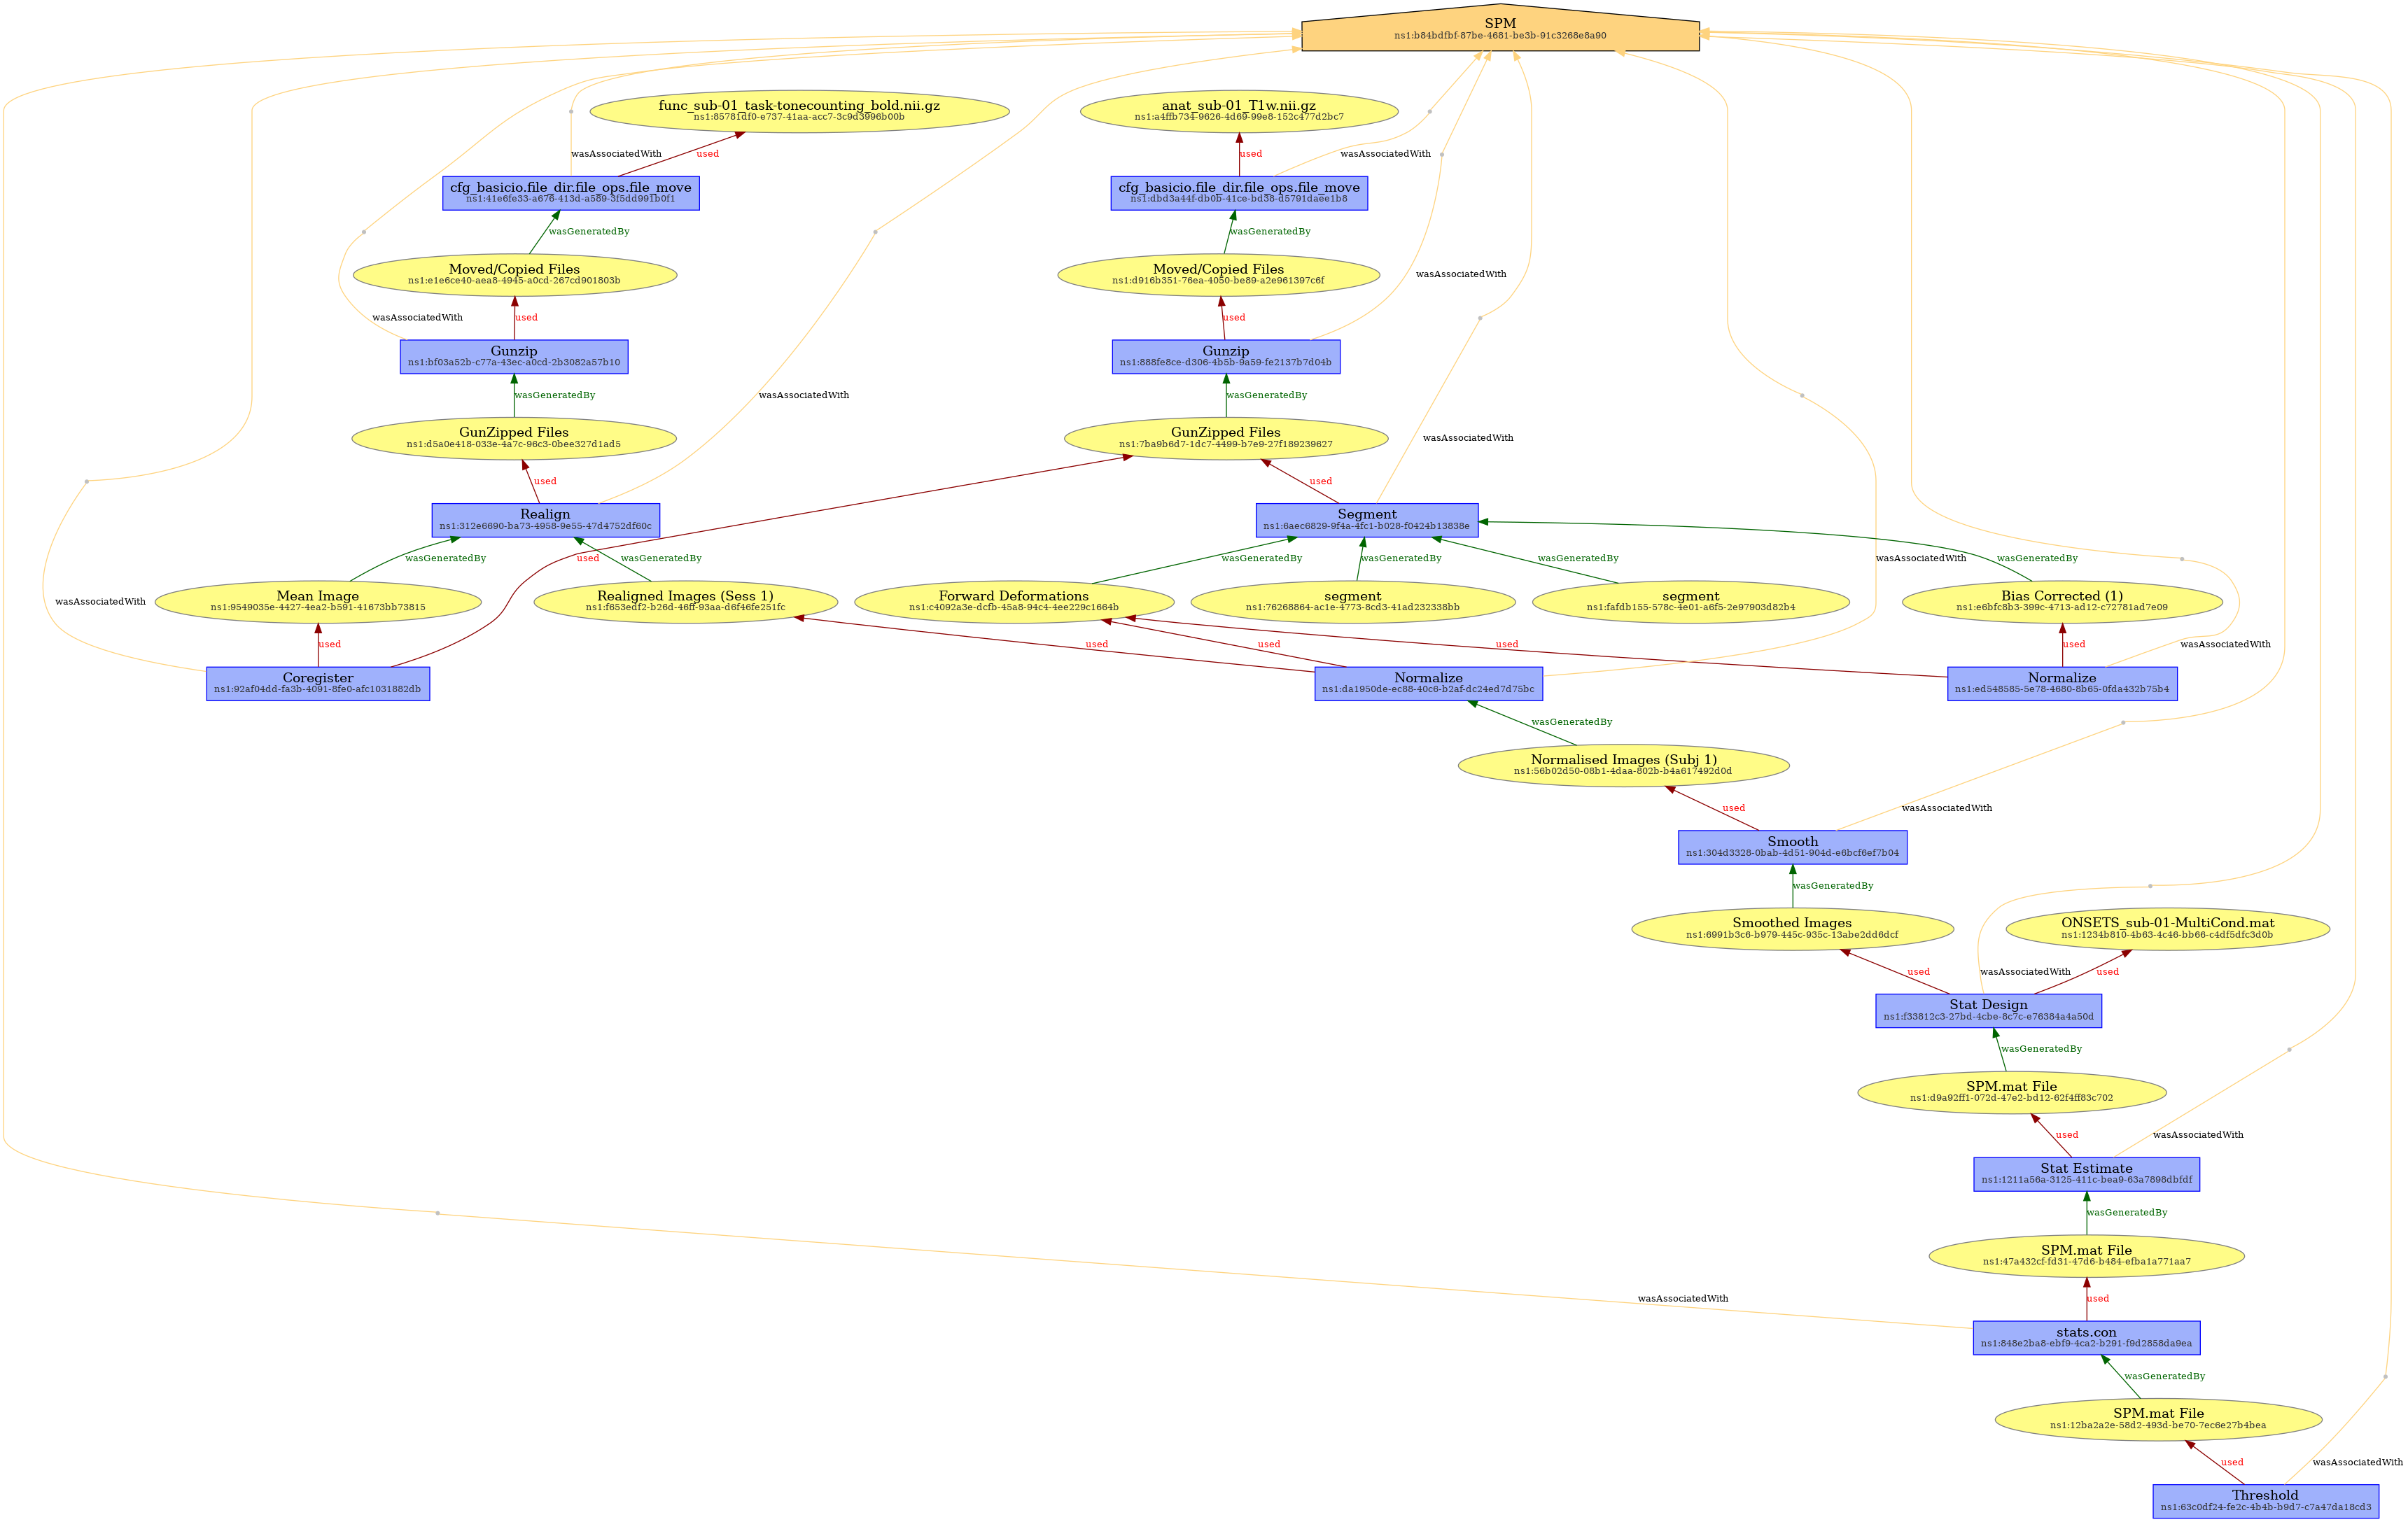 SPM
ns1:b84bdfbf-87be-4681-be3b-91c3268e8a90
func_sub-01_task-tonecounting_bold.nii.gz
ns1:85781df0-e737-41aa-acc7-3c9d3996b00b
anat_sub-01_T1w.nii.gz
ns1:a4ffb734-9626-4d69-99e8-152c477d2bc7
wasAssociatedWith
used
used
wasAssociatedWith
cfg_basicio.file_dir.file_ops.file_move
ns1:41e6fe33-a676-413d-a589-3f5dd991b0f1
cfg_basicio.file_dir.file_ops.file_move
ns1:dbd3a44f-db0b-41ce-bd38-d5791daee1b8
wasGeneratedBy
wasGeneratedBy
Moved/Copied Files
ns1:e1e6ce40-aea8-4945-a0cd-267cd901803b
Moved/Copied Files
ns1:d916b351-76ea-4050-be89-a2e961397c6f
wasAssociatedWith
used
used
wasAssociatedWith
Gunzip
ns1:bf03a52b-c77a-43ec-a0cd-2b3082a57b10
Gunzip
ns1:888fe8ce-d306-4b5b-9a59-fe2137b7d04b
wasGeneratedBy
wasAssociatedWith
wasGeneratedBy
GunZipped Files
ns1:d5a0e418-033e-4a7c-96c3-0bee327d1ad5
GunZipped Files
ns1:7ba9b6d7-1dc7-4499-b7e9-27f189239627
wasAssociatedWith
used
used
Realign
ns1:312e6690-ba73-4958-9e55-47d4752df60c
Segment
ns1:6aec6829-9f4a-4fc1-b028-f0424b13838e
wasGeneratedBy
used
wasGeneratedBy
wasGeneratedBy
wasGeneratedBy
wasGeneratedBy
wasAssociatedWith
wasGeneratedBy
wasAssociatedWith
Mean Image
ns1:9549035e-4427-4ea2-b591-41673bb73815
Realigned Images (Sess 1)
ns1:f653edf2-b26d-46ff-93aa-d6f46fe251fc
Forward Deformations
ns1:c4092a3e-dcfb-45a8-94c4-4ee229c1664b
segment
ns1:76268864-ac1e-4773-8cd3-41ad232338bb
segment
ns1:fafdb155-578c-4e01-a6f5-2e97903d82b4
Bias Corrected (1)
ns1:e6bfc8b3-399c-4713-ad12-c72781ad7e09
used
used
used
used
used
wasAssociatedWith
Coregister
ns1:92af04dd-fa3b-4091-8fe0-afc1031882db
Normalize
ns1:da1950de-ec88-40c6-b2af-dc24ed7d75bc
Normalize
ns1:ed548585-5e78-4680-8b65-0fda432b75b4
wasGeneratedBy
Normalised Images (Subj 1)
ns1:56b02d50-08b1-4daa-802b-b4a617492d0d
used
wasAssociatedWith
Smooth
ns1:304d3328-0bab-4d51-904d-e6bcf6ef7b04
wasGeneratedBy
Smoothed Images
ns1:6991b3c6-b979-445c-935c-13abe2dd6dcf
ONSETS_sub-01-MultiCond.mat
ns1:1234b810-4b63-4c46-bb66-c4df5dfc3d0b
used
wasAssociatedWith
used
Stat Design
ns1:f33812c3-27bd-4cbe-8c7c-e76384a4a50d
wasGeneratedBy
SPM.mat File
ns1:d9a92ff1-072d-47e2-bd12-62f4ff83c702
used
wasAssociatedWith
Stat Estimate
ns1:1211a56a-3125-411c-bea9-63a7898dbfdf
wasGeneratedBy
SPM.mat File
ns1:47a432cf-fd31-47d6-b484-efba1a771aa7
wasAssociatedWith
used
stats.con
ns1:848e2ba8-ebf9-4ca2-b291-f9d2858da9ea
wasGeneratedBy
SPM.mat File
ns1:12ba2a2e-58d2-493d-be70-7ec6e27b4bea
used
wasAssociatedWith
Threshold
ns1:63c0df24-fe2c-4b4b-b9d7-c7a47da18cd3